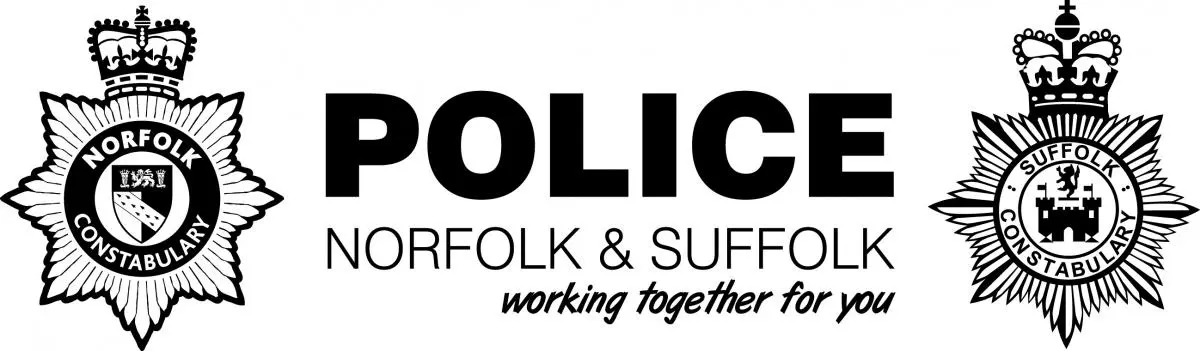 NORFOLK
CONSTABULARY
POLICE
NORFOLK & SUFFOLK
working together for you
SUFFOLK
CONSTABULARY